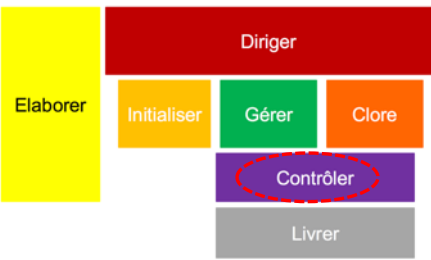 Diriger
Elaborer
Initialiser
Gérer
Clore
Contrôler
Livrer